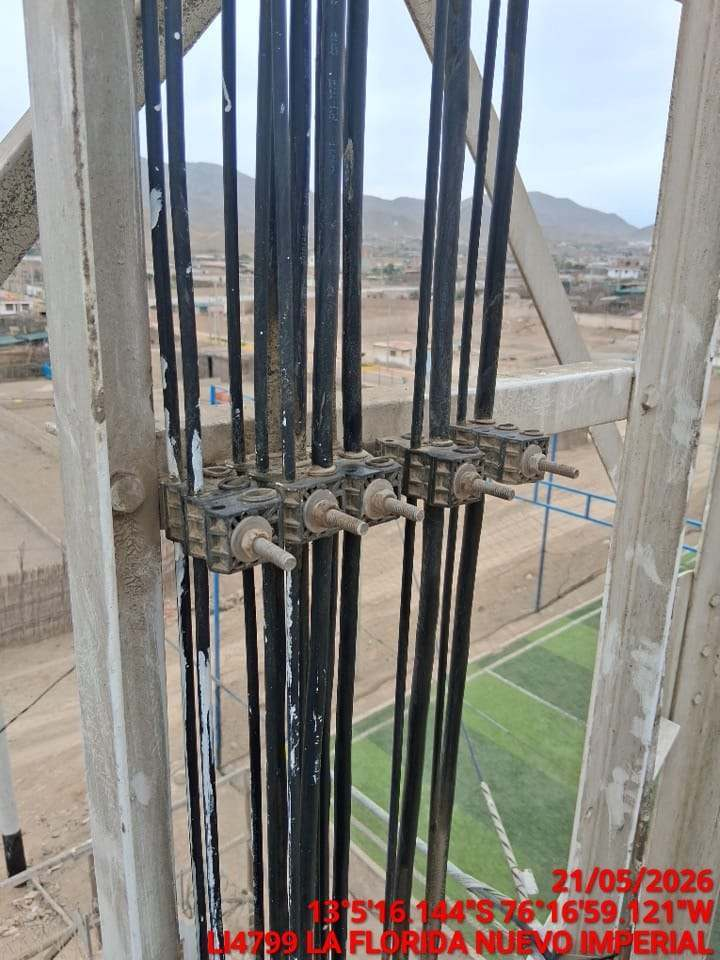 21/05/2026
13°5'16.144"S 76°16'59.121"W
LI4799 LA FLORIDA NUEVO IMPERIAL